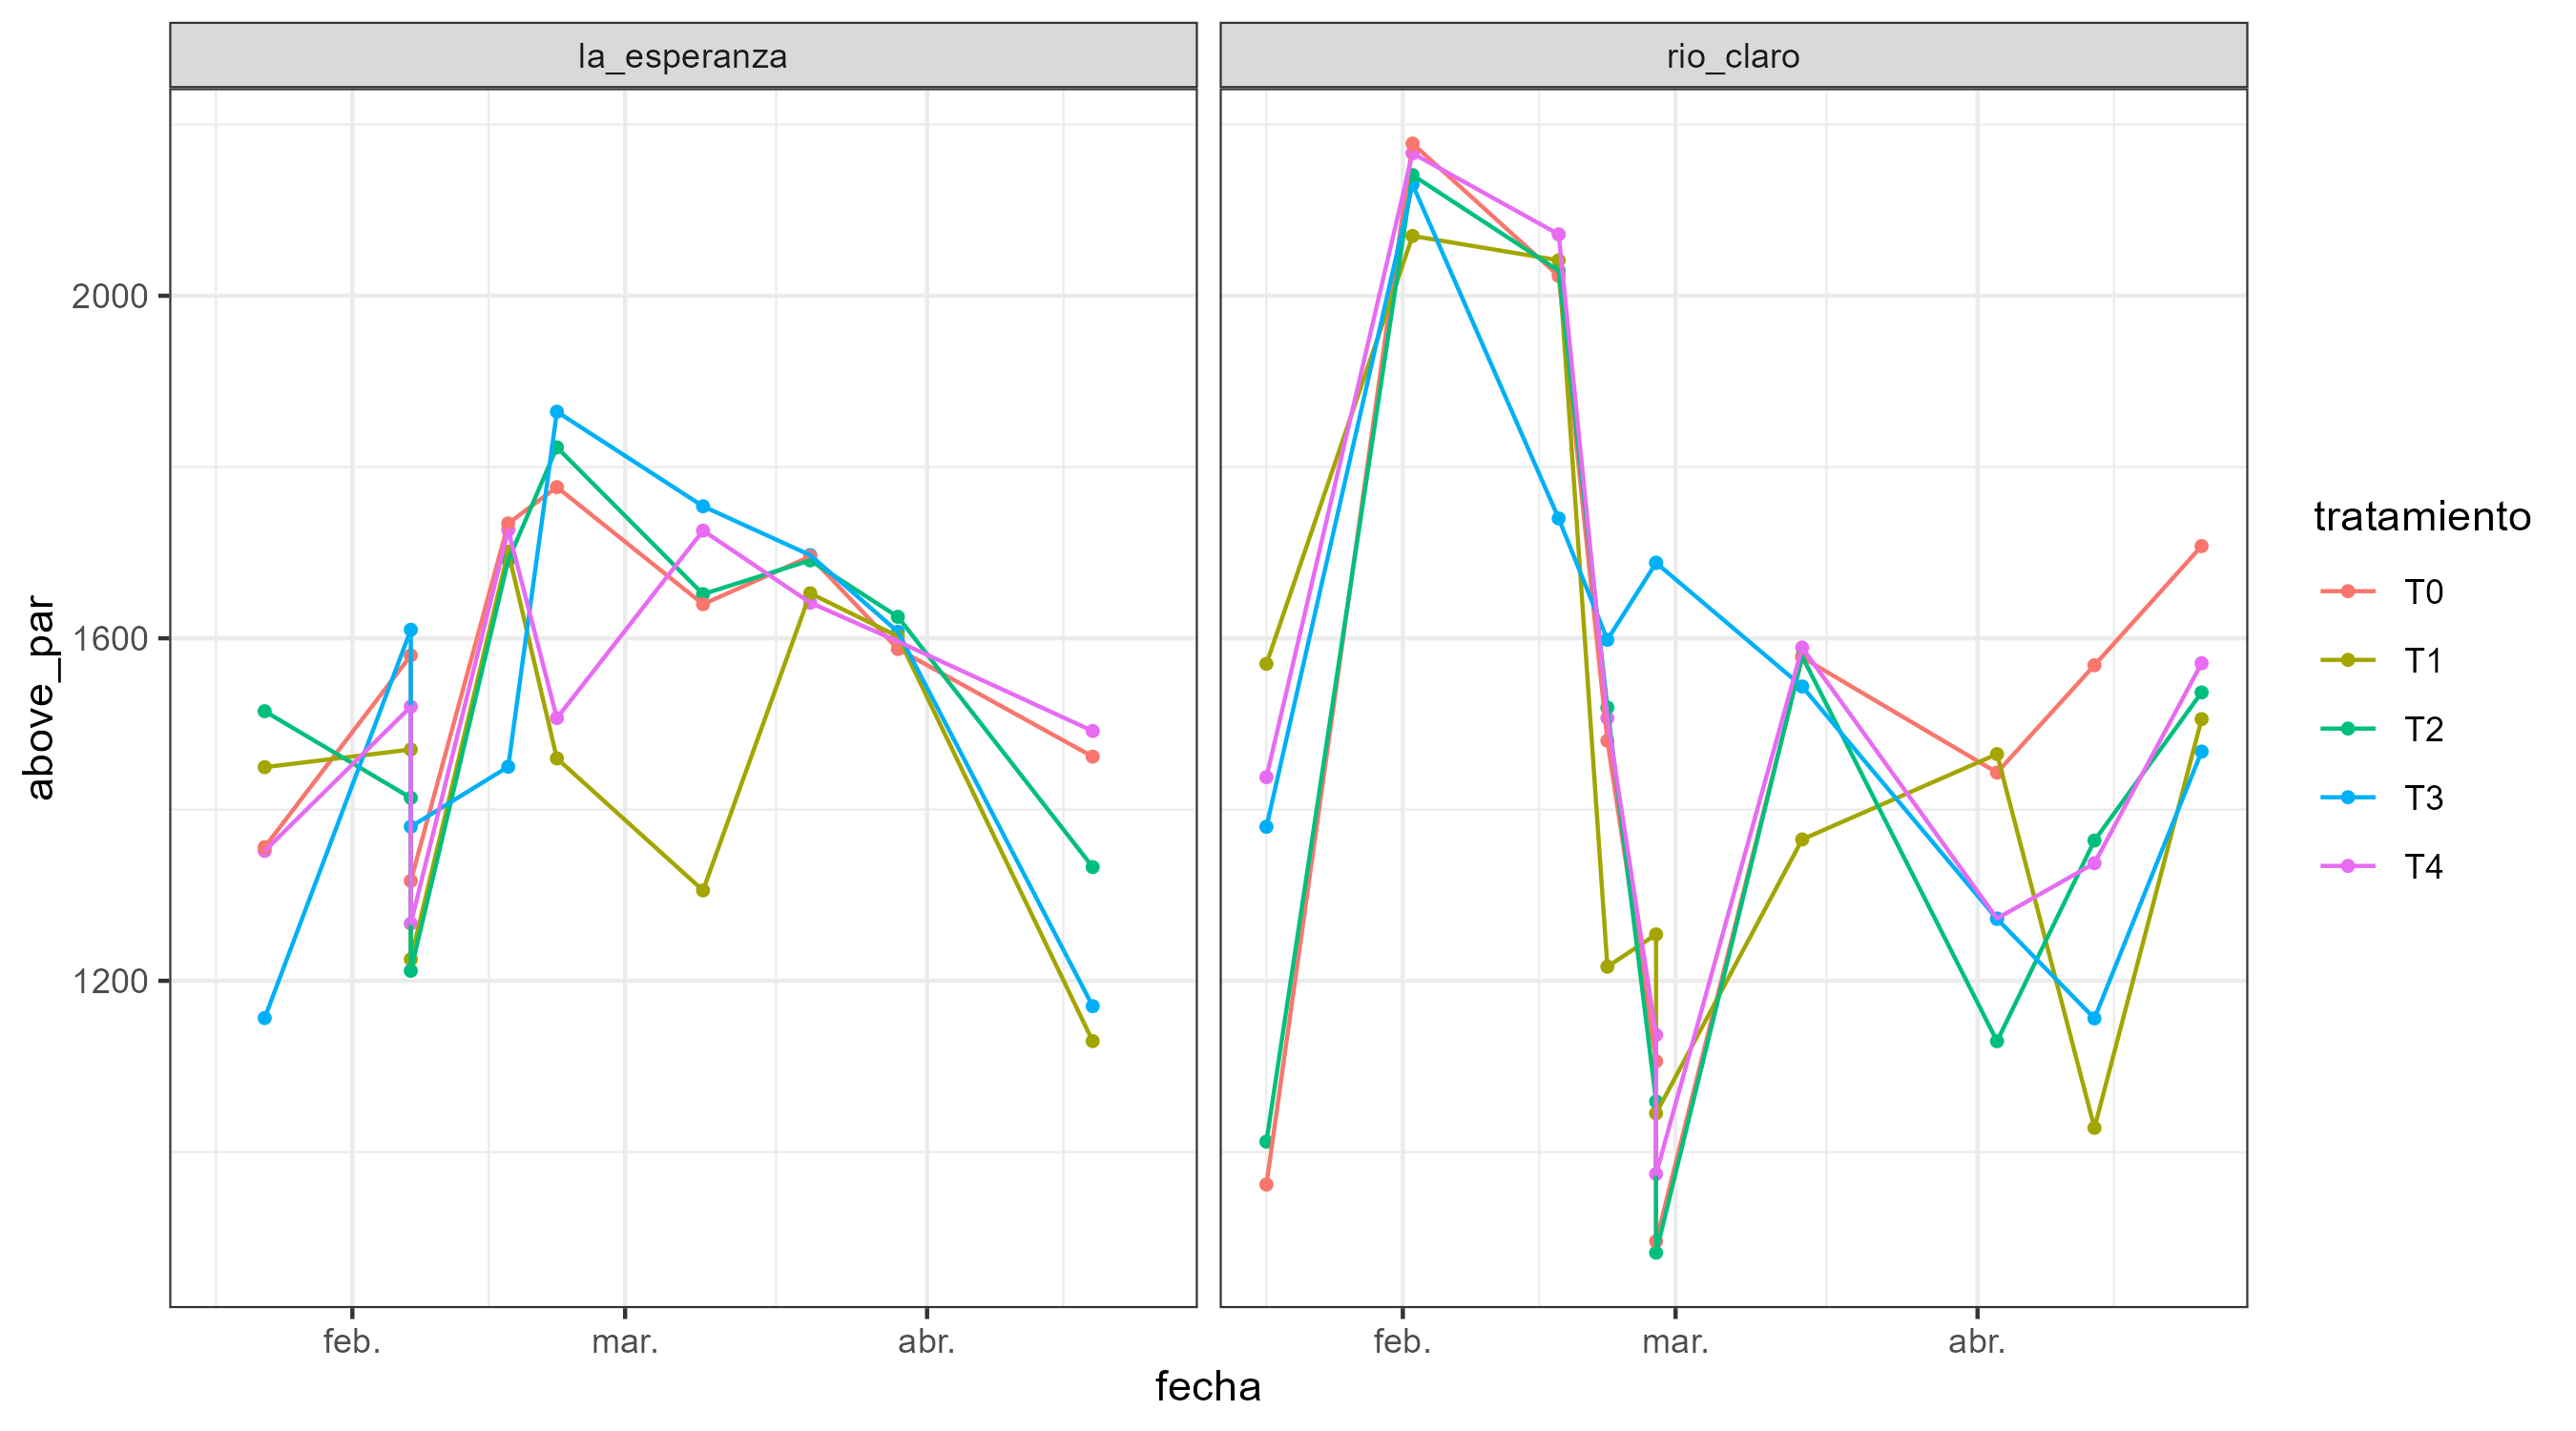 la_esperanza
rio_claro
above_par
2000
1600
1200
feb.
mar.
abr.
feb.
mar.
abr.
fecha
tratamiento
T0
T1
T2
T3
T4